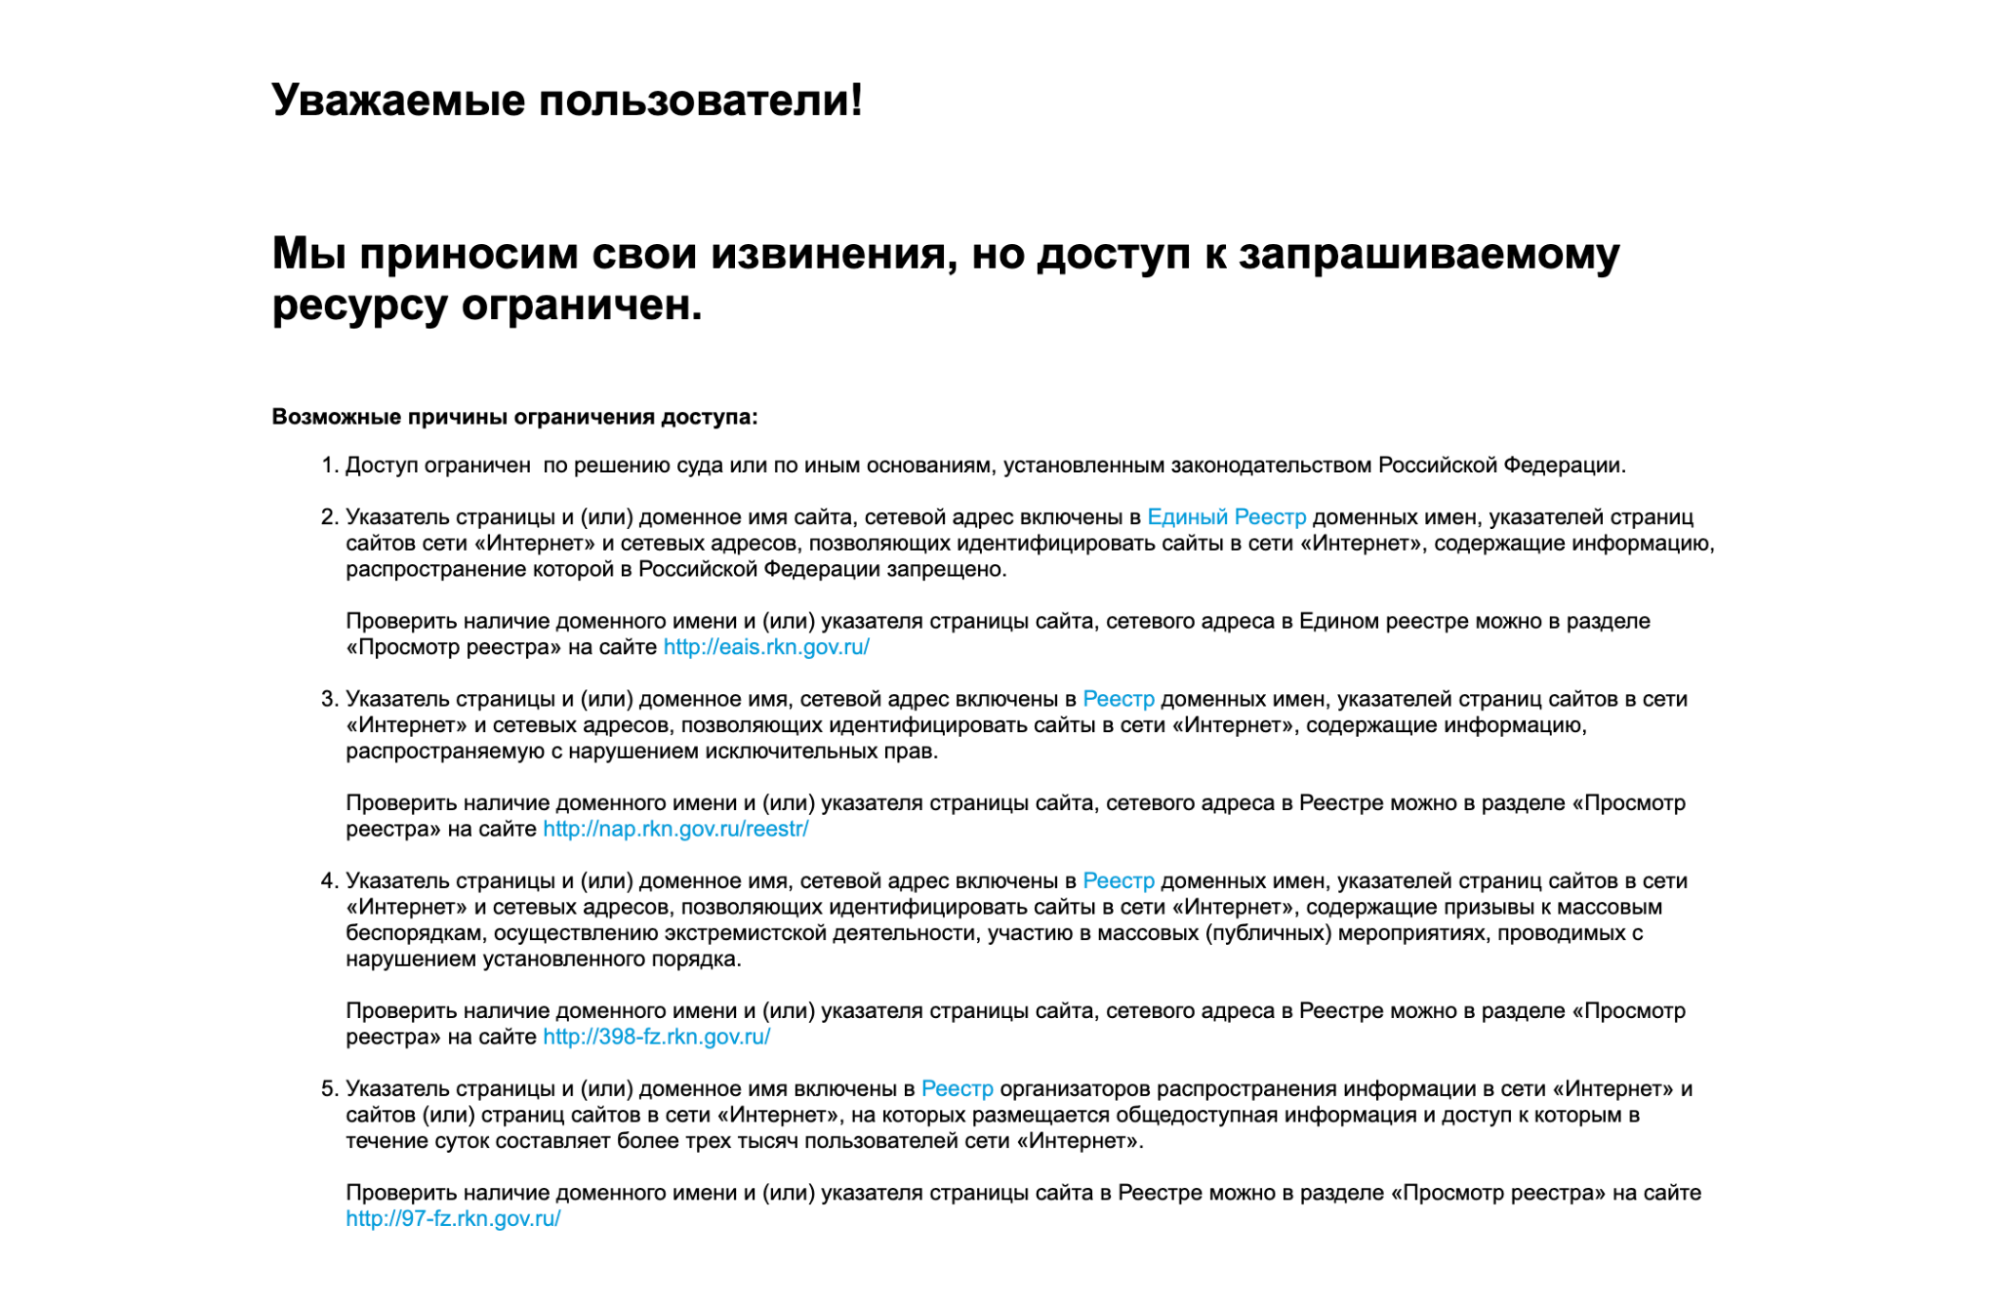 Уважаемые пользователи!
Мы приносим свои извинения, но доступ к запрашиваемому
ресурсу ограничен.
Возможные причины ограничения доступа:
1. Доступ ограничен  по решению суда или по иным основаниям, установленным законодательством Российской Федерации.
2. Указатель страницы и (или) доменное имя сайта, сетевой адрес включены в Единый Реестр доменных имен, указателей страниц
сайтов сети «Интернет» и сетевых адресов, позволяющих идентифицировать сайты в сети «Интернет», содержащие информацию,
распространение которой в Российской Федерации запрещено.
Проверить наличие доменного имени и (или) указателя страницы сайта, сетевого адреса в Едином реестре можно в разделе
«Просмотр реестра» на сайте http://eais.rkn.gov.ru/
3. Указатель страницы и (или) доменное имя, сетевой адрес включены в Реестр доменных имен, указателей страниц сайтов в сети
«Интернет» и сетевых адресов, позволяющих идентифицировать сайты в сети «Интернет», содержащие информацию,
распространяемую с нарушением исключительных прав.
Проверить наличие доменного имени и (или) указателя страницы сайта, сетевого адреса в Реестре можно в разделе «Просмотр
реестра» на сайте http://nap.rkn.gov.ru/reestr/
4. Указатель страницы и (или) доменное имя, сетевой адрес включены в Реестр доменных имен, указателей страниц сайтов в сети
«Интернет» и сетевых адресов, позволяющих идентифицировать сайты в сети «Интернет», содержащие призывы к массовым
беспорядкам, осуществлению экстремистской деятельности, участию в массовых (публичных) мероприятиях, проводимых с
нарушением установленного порядка.
Проверить наличие доменного имени и (или) указателя страницы сайта, сетевого адреса в Реестре можно в разделе «Просмотр
реестра» на сайте http://398-fz.rkn.gov.ru/
5. Указатель страницы и (или) доменное имя включены в Реестр организаторов распространения информации в сети «Интернет» и
сайтов (или) страниц сайтов в сети «Интернет», на которых размещается общедоступная информация и доступ к которым в
течение суток составляет более трех тысяч пользователей сети «Интернет».
Проверить наличие доменного имени и (или) указателя страницы сайта в Реестре можно в разделе «Просмотр реестра» на сайте
http://97-fz.rkn.gov.ru/